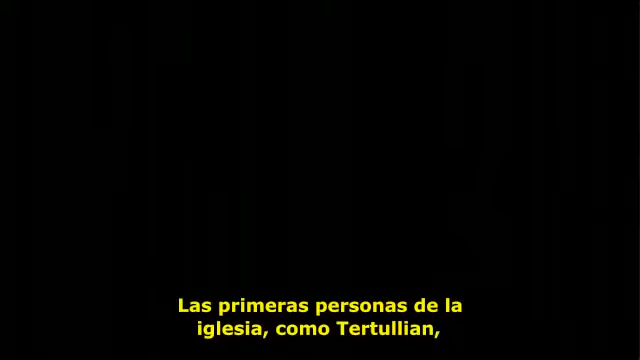 Las primeras personas de la
iglesia, como Tertullian,